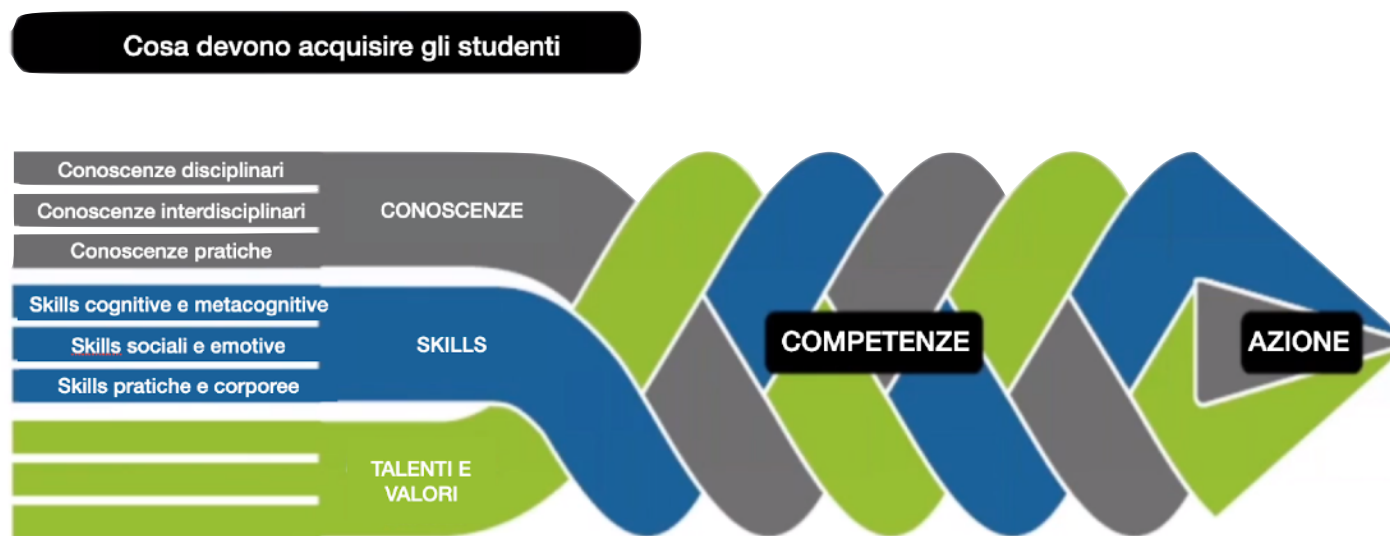 Cosa devono acquisire gli studenti
Conoscenze disciplinari
Conoscenze interdisciplinari
Conoscenze pratiche
CONOSCENZE
Skills cognitive e metacognitive
Skills sociali e emotive
Skills pratiche e corporee
SKILLS
TALENTI E
VALORI
COMPETENZE
AZIONE